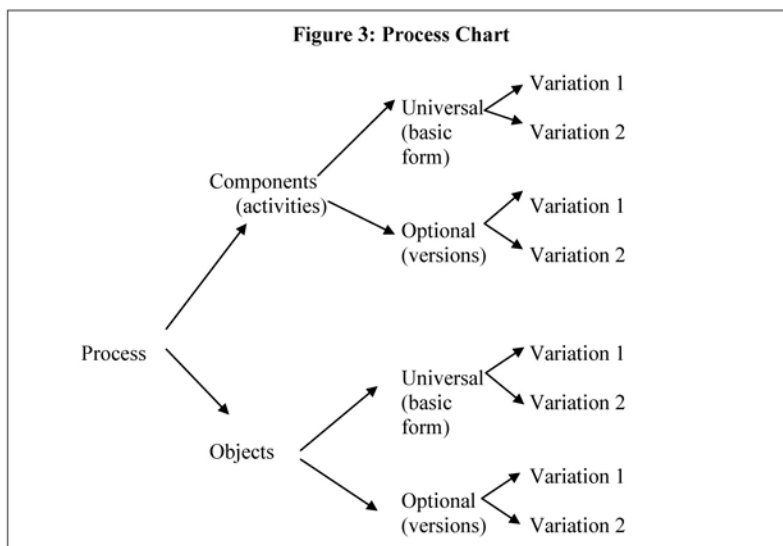 Figure 3: Process Chart
Variation 1
Universal
(basic
form)
Variation 2
Components
(activities)
Variation 1
Optional
(versions)
Variation 2
Process
Variation 1
Universal
(basic
form)
Variation 2
Objects
Variation 1
Optional
(versions)
Variation 2